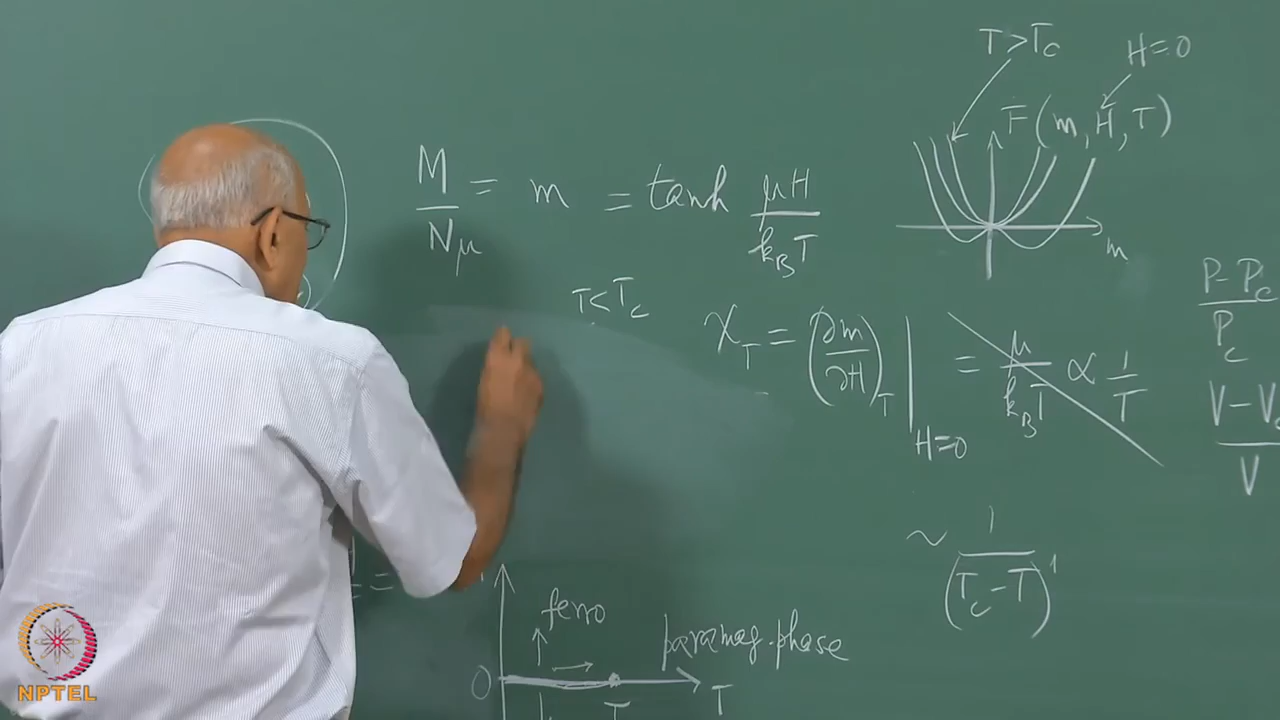 T > T_c
H = 0
F(m, H, T)
m
M/Nμ = m = tanh μH/k_BT
T < T_c
χ_T = (∂m/∂H)_T |_{H=0} = μ/k_BT ∝ 1/T
P - P_c / P_c
V - V_c / V
~ 1/(T_c - T)^1
ferro
paramag. phase
0
T
T
NPTEL